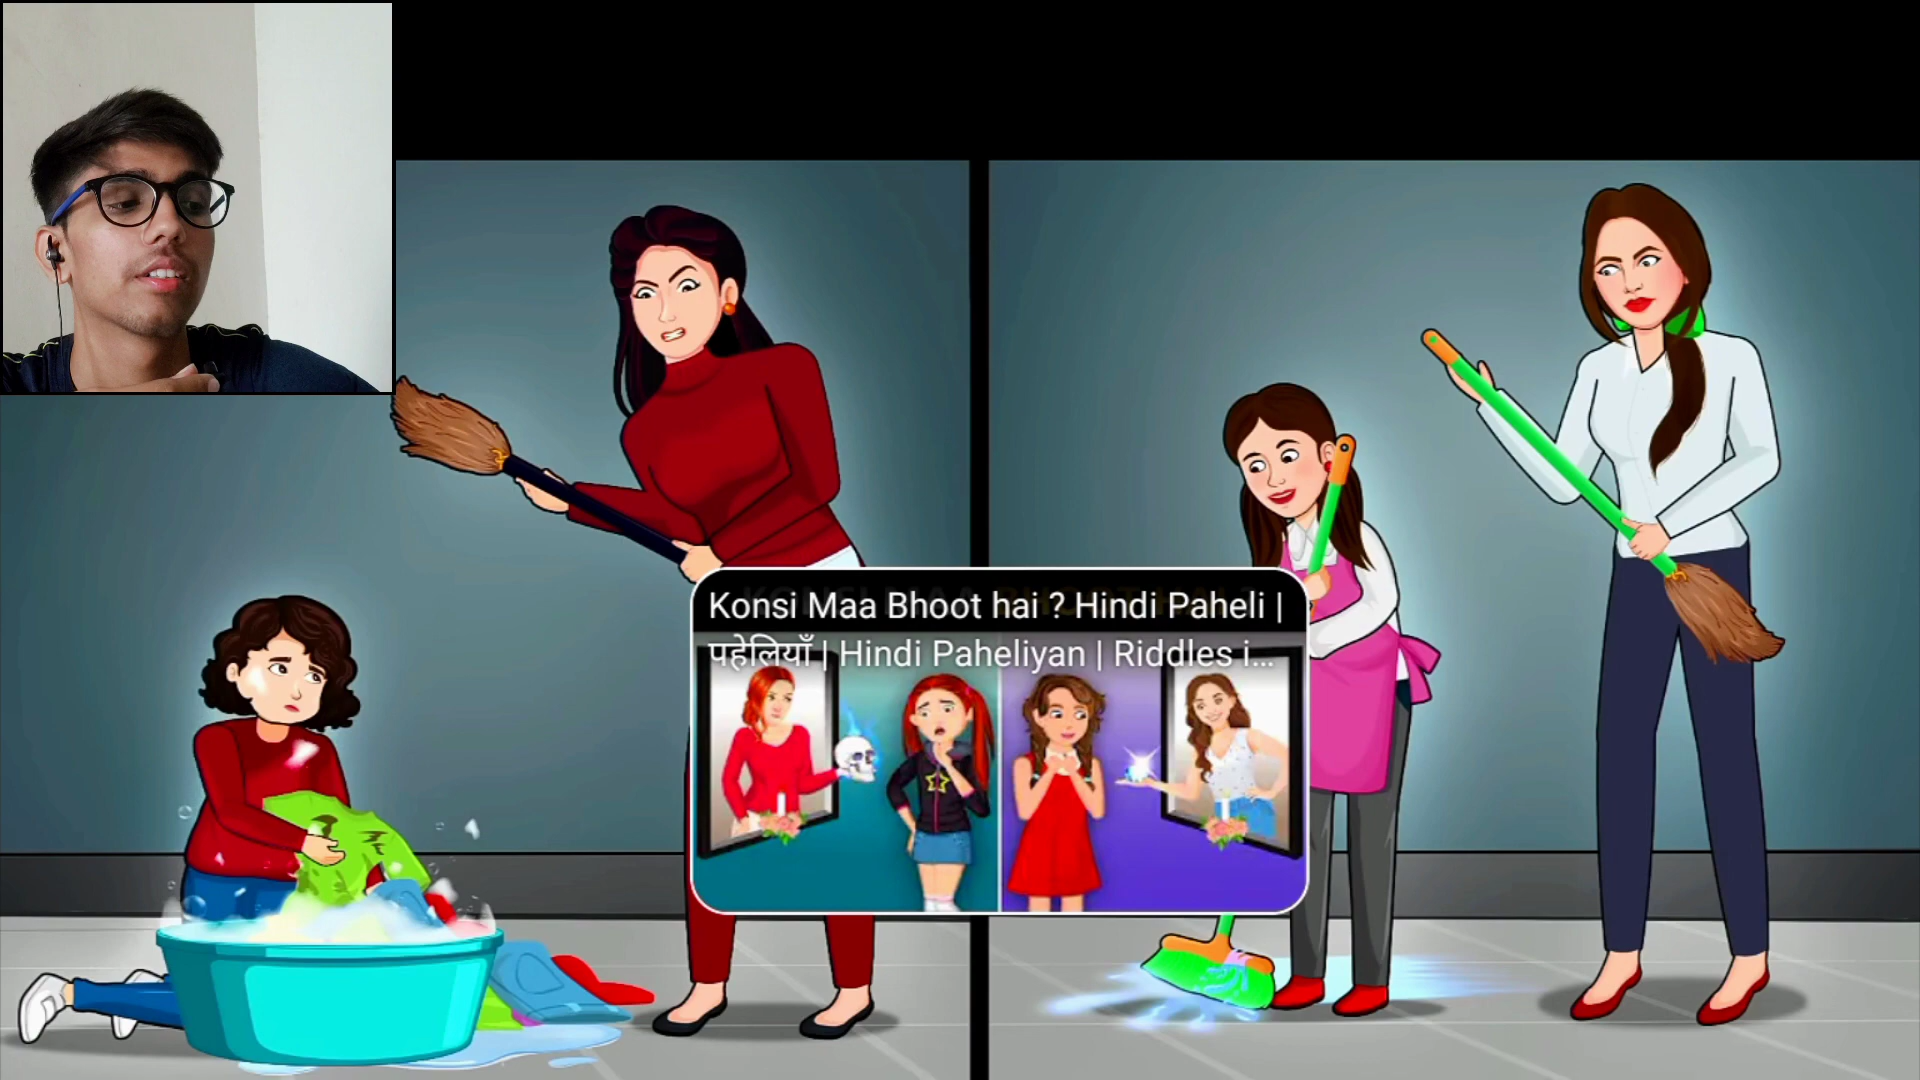 Konsi Maa Bhoot hai ? Hindi Paheli |
पहेलियाँ | Hindi Paheliyan | Riddles i...